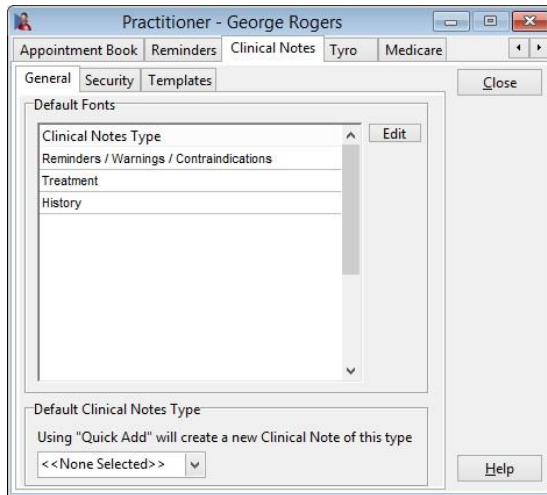 Practitioner - George Rogers
Appointment Book Reminders Clinical Notes Tyro Medicare
General Security Templates
Close
Default Fonts
Clinical Notes Type
Edit
Reminders / Warnings / Contraindications
Treatment
History
Default Clinical Notes Type
Using "Quick Add" will create a new Clinical Note of this type
<<None Selected>>
Help